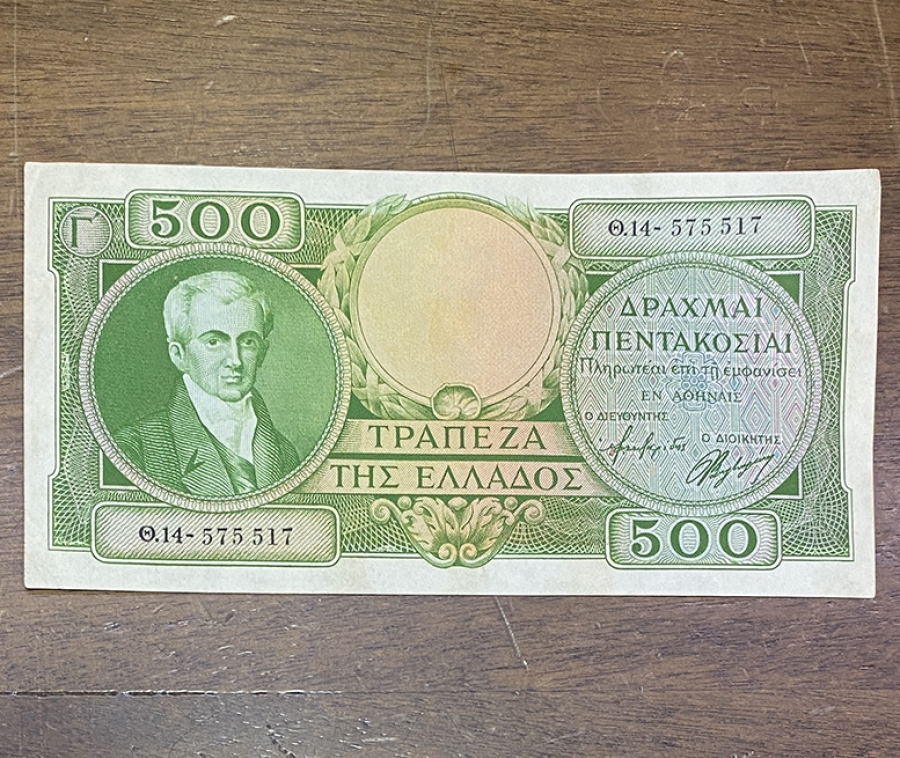 Γ
500
Θ.14- 575 517
ΔΡΑΧΜΑΙ
ΠΕΝΤΑΚΟΣΙΑΙ
Πληρωτέαι ἐπὶ τῇ ἐμφανίσει
ΕΝ ΑΘΗΝΑΙΣ
Ο ΔΙΕΥΘΥΝΤΗΣ
Ο ΔΙΟΙΚΗΤΗΣ
ΤΡΑΠΕΖΑ
ΤΗΣ ΕΛΛΑΔΟΣ
Θ.14- 575 517
500